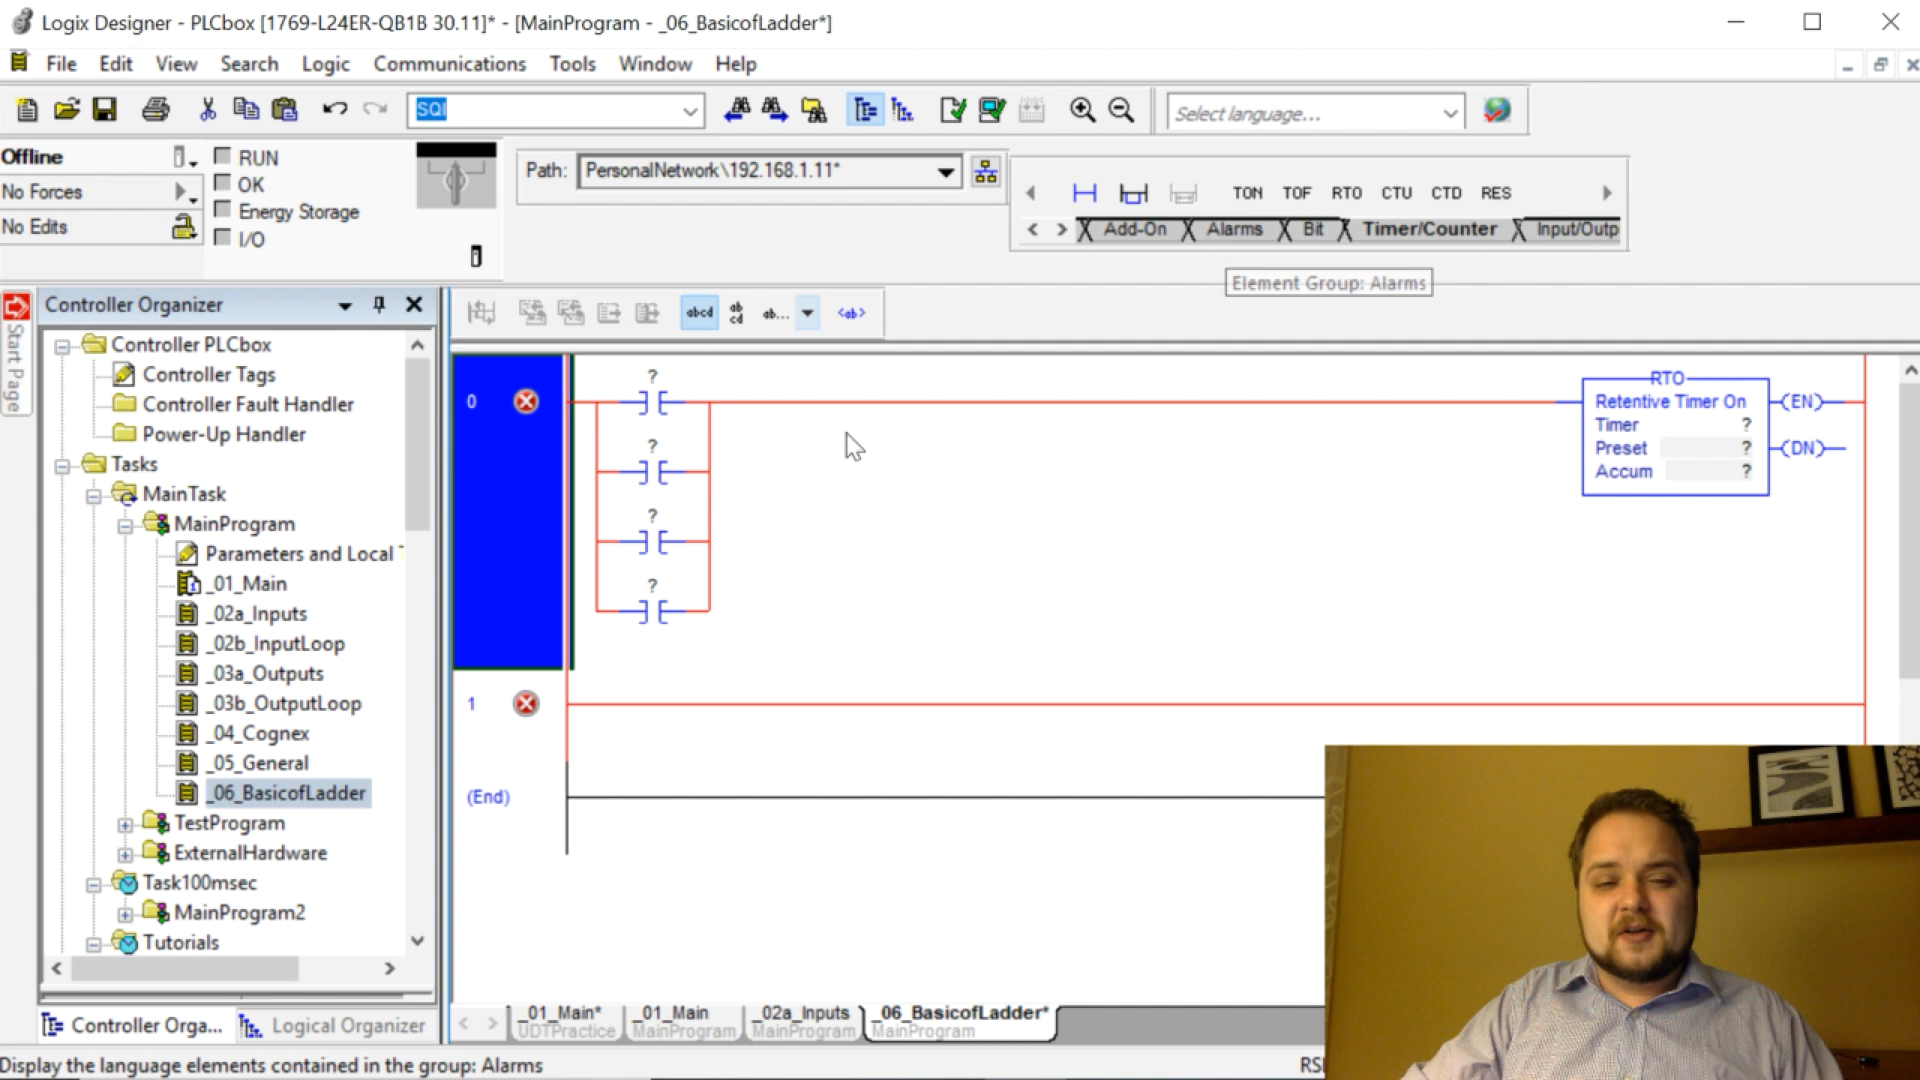 Logix Designer - PLCbox [1769-L24ER-QB1B 30.11]* - [MainProgram - _06_BasicofLadder*]
File Edit View Search Logic Communications Tools Window Help
SQI
Select language...
Offline
No Forces
No Edits
RUN
OK
Energy Storage
I/O
Path: PersonalNetwork\192.168.1.11*
TON TOF RTO CTU CTD RES
Add-On Alarms Bit Timer/Counter Input/Outp
Element Group: Alarms
Start Page
Controller Organizer
Controller PLCbox
Controller Tags
Controller Fault Handler
Power-Up Handler
Tasks
MainTask
MainProgram
Parameters and Local
_01_Main
_02a_Inputs
_02b_InputLoop
_03a_Outputs
_03b_OutputLoop
_04_Cognex
_05_General
_06_BasicofLadder
TestProgram
ExternalHardware
Task100msec
MainProgram2
Tutorials
Controller Orga...
Logical Organizer
abcd
ab
cd
ab...
<ab>
0
?
?
?
?
RTO
Retentive Timer On
Timer ?
Preset ?
Accum ?
(EN)
(DN)
1
(End)
_01_Main*
UDTPractice
_01_Main
MainProgram
_02a_Inputs
MainProgram
_06_BasicofLadder*
MainProgram
Display the language elements contained in the group: Alarms